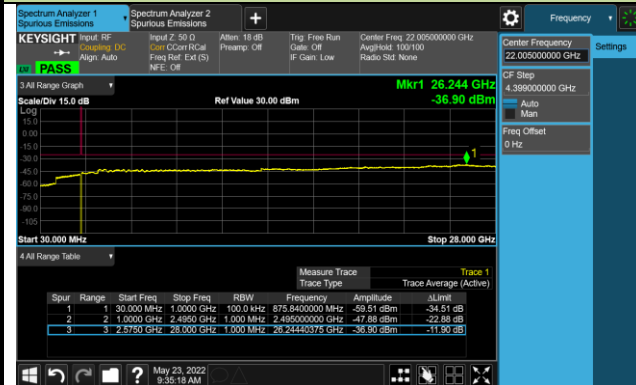 Spectrum Analyzer 1
Spurious Emissions
Spectrum Analyzer 2
Spurious Emissions
+
Frequency
KEYSIGHT
Input: RF
Coupling: DC
Align: Auto
Input Z: 50 Ω
Corr CCorr RCal
Freq Ref: Ext (S)
NFE: Off
Atten: 18 dB
Preamp: Off
Trig: Free Run
Gate: Off
IF Gain: Low
Center Freq: 22.005000000 GHz
Avg|Hold: 100/100
Radio Std: None
PASS
Center Frequency
22.005000000 GHz
Settings
CF Step
4.399000000 GHz
Auto
Man
Freq Offset
0 Hz
3 All Range Graph
Mkr1 26.244 GHz
-36.90 dBm
Scale/Div 15.0 dB
Ref Value 30.00 dBm
Log
15.0
0.00
-15.0
-30.0
-45.0
-60.0
-75.0
-90.0
-105
1
Start 30.000 MHz
Stop 28.000 GHz
4 All Range Table
Measure Trace Trace 1
Trace Type Trace Average (Active)
Spur Range Start Freq Stop Freq RBW Frequency Amplitude ΔLimit
1 1 30.000 MHz 1.0000 GHz 100.0 kHz 875.8400000 MHz -59.51 dBm -34.51 dB
2 2 1.0000 GHz 2.4950 GHz 1.000 MHz 2.495000000 GHz -47.88 dBm -22.88 dB
3 3 2.5750 GHz 28.000 GHz 1.000 MHz 26.24440375 GHz -36.90 dBm -11.90 dB
?
May 23, 2022
9:35:18 AM